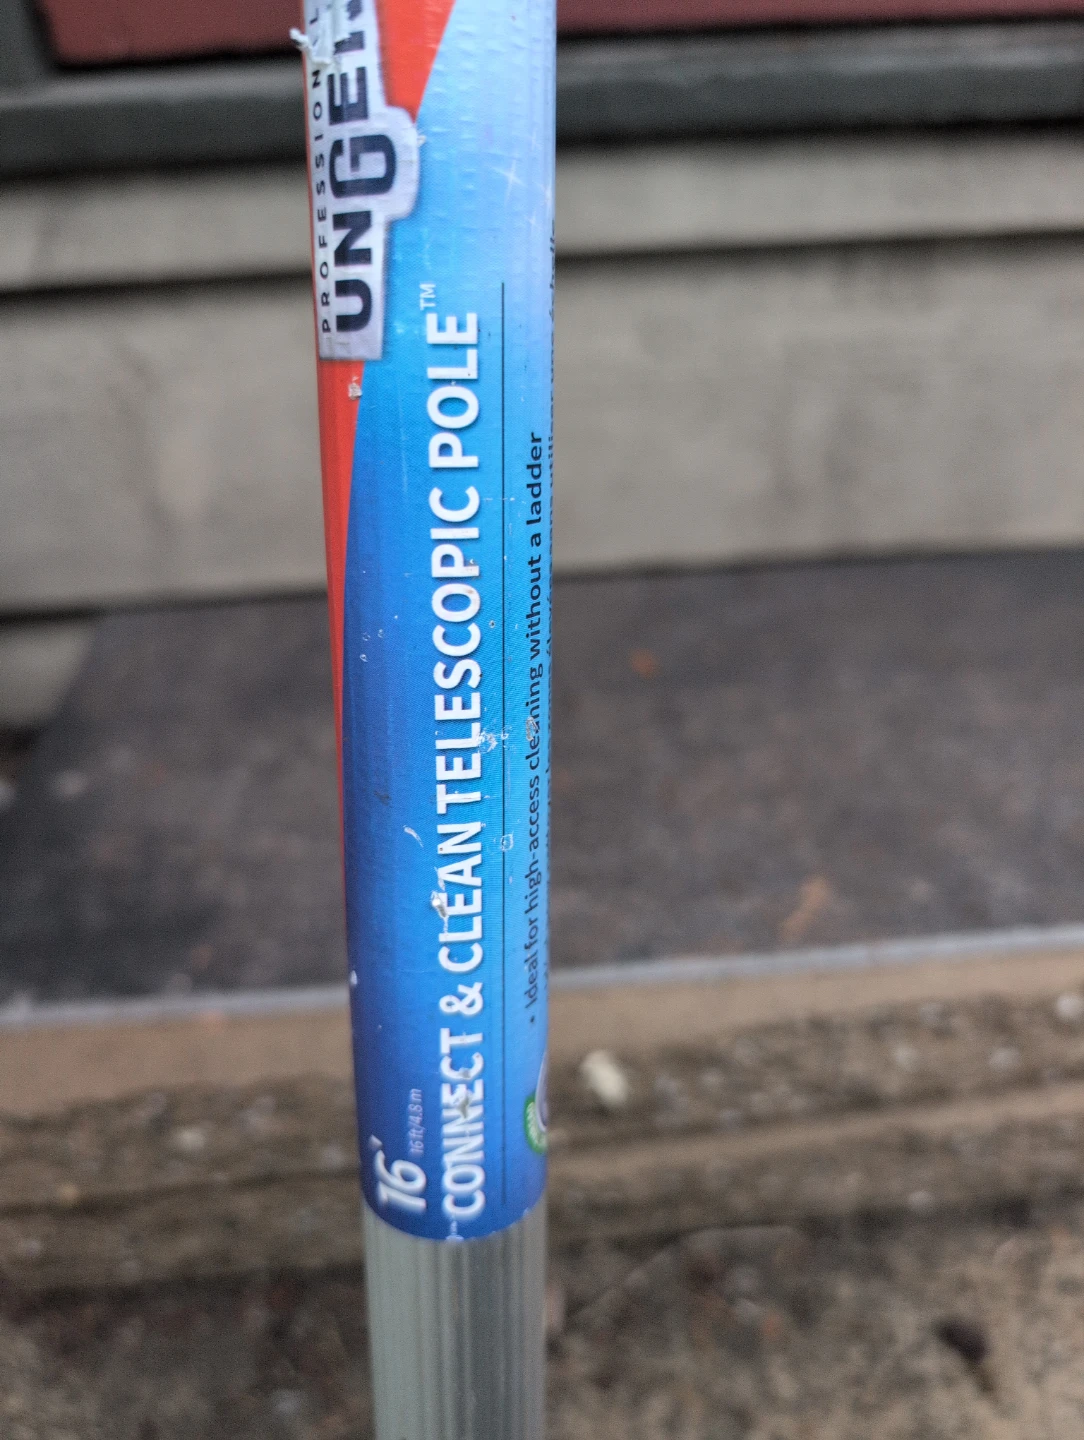 PROFESSIONAL
UNGER
16'
16 ft/4.8 m
CONNECT & CLEAN TELESCOPIC POLE™
• Ideal for high-access cleaning without a ladder